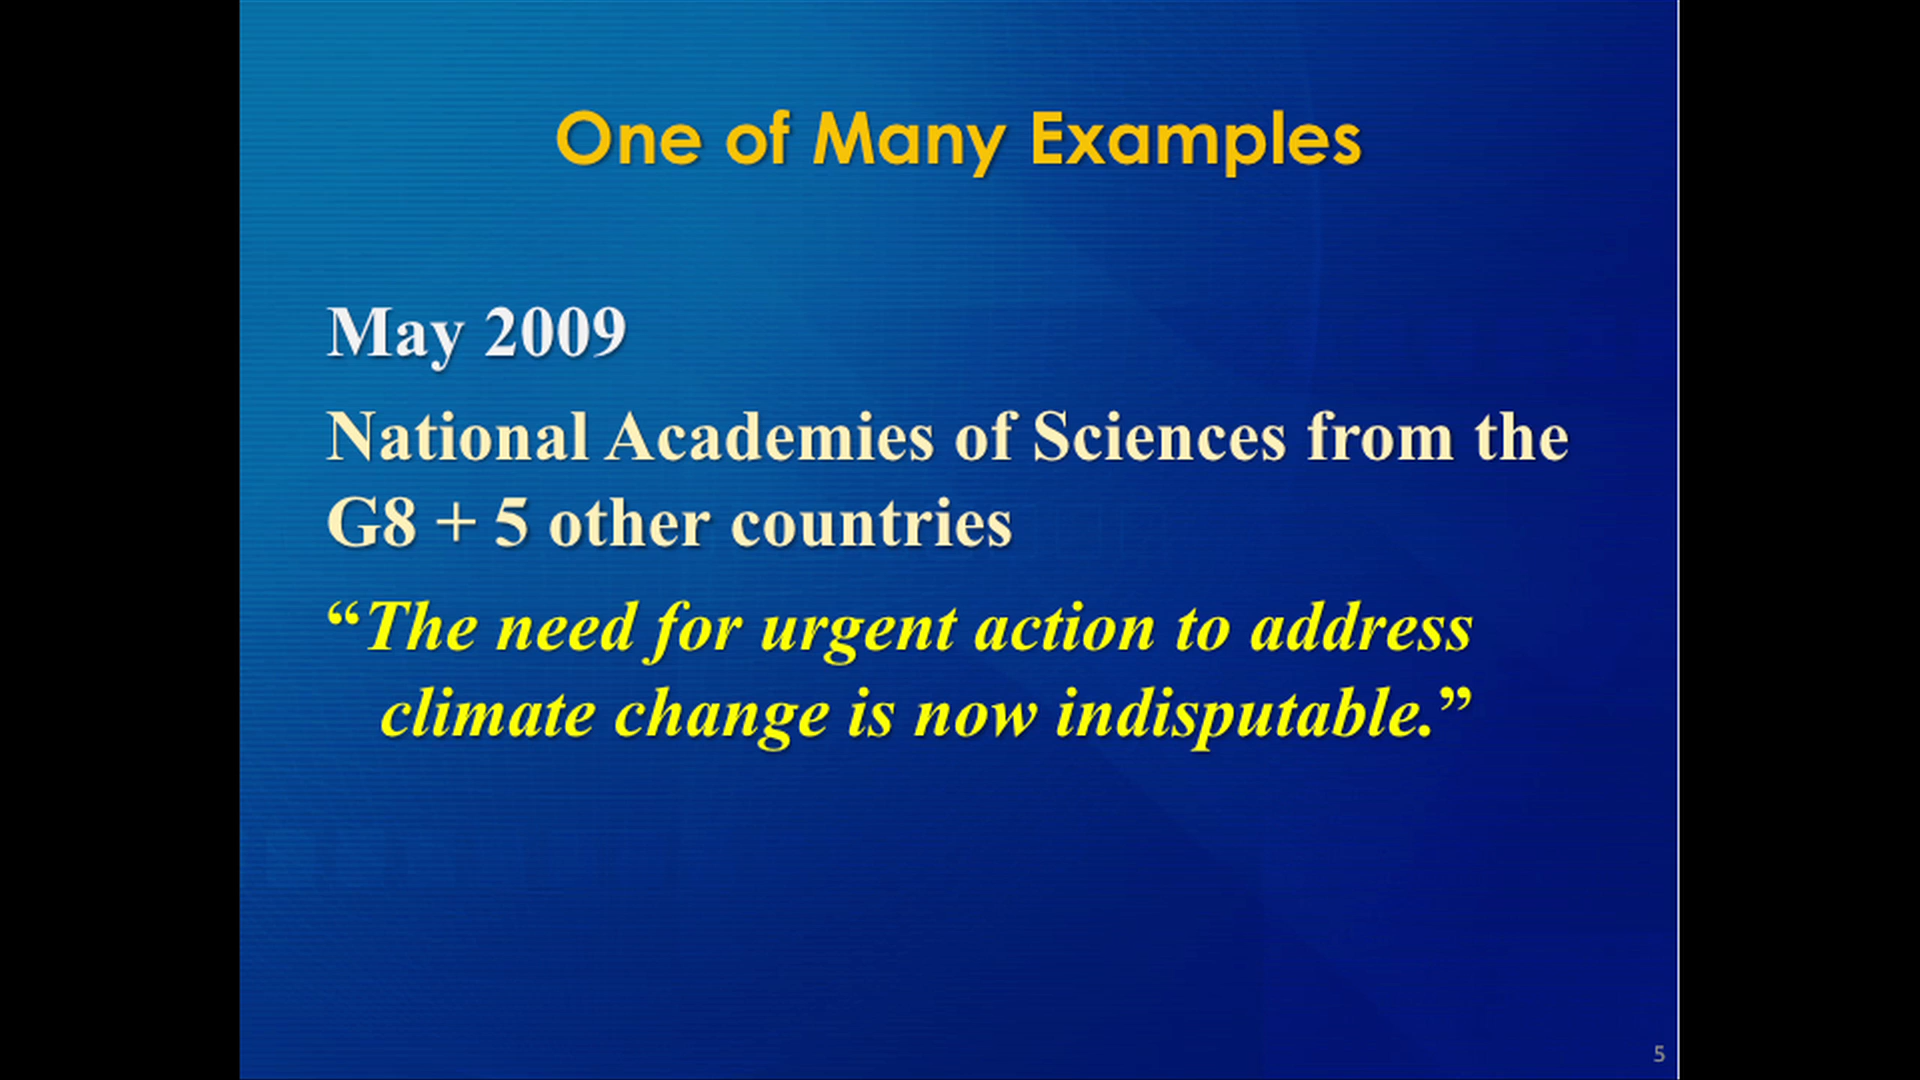 One of Many Examples
May 2009
National Academies of Sciences from the
G8 + 5 other countries
“The need for urgent action to address
climate change is now indisputable.”
5